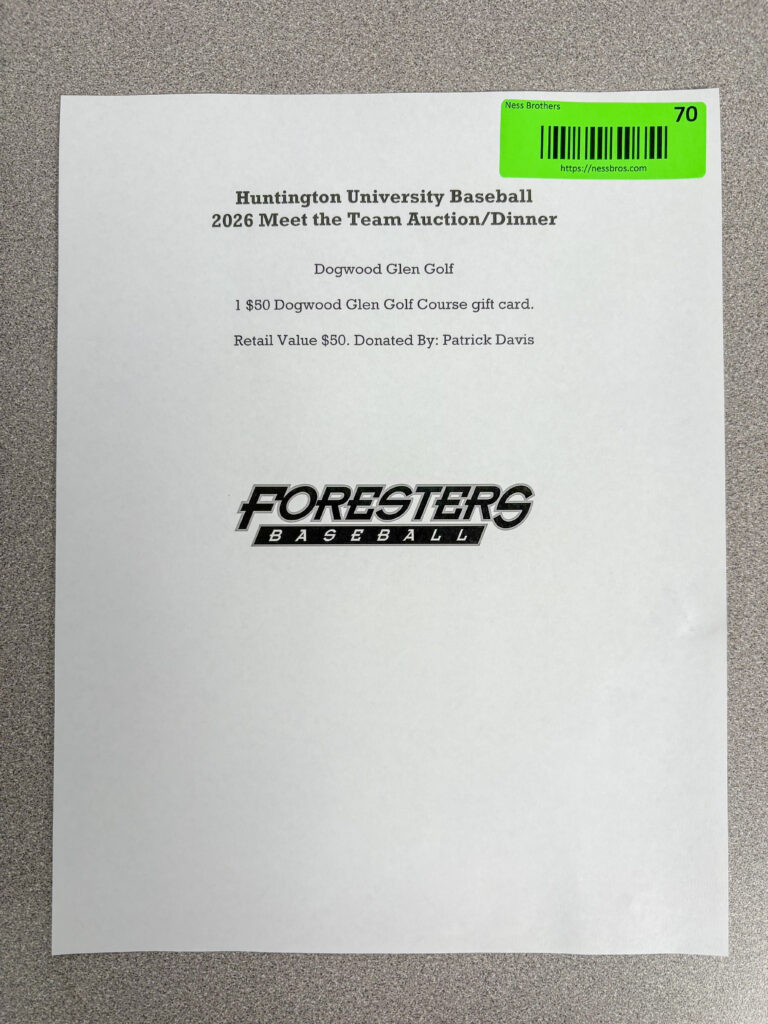 Ness Brothers
70
https://nessbros.com
Huntington University Baseball
2026 Meet the Team Auction/Dinner
Dogwood Glen Golf
1 $50 Dogwood Glen Golf Course gift card.
Retail Value $50. Donated By: Patrick Davis
FORESTERS
BASEBALL